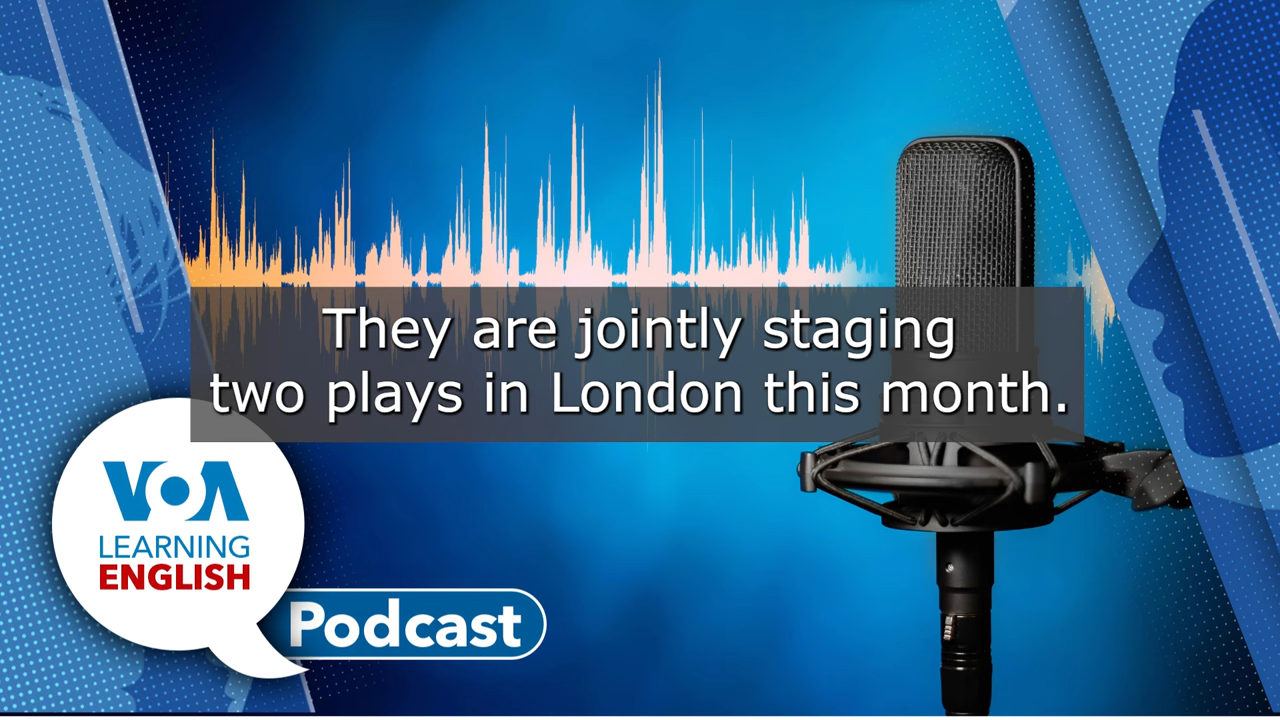 They are jointly staging
two plays in London this month.
VOA
LEARNING
ENGLISH
Podcast